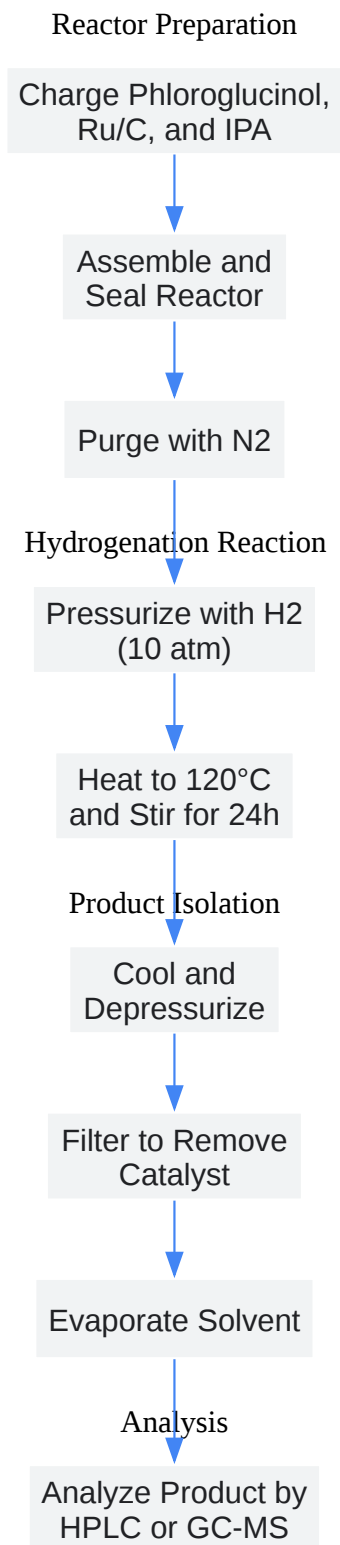 Reactor Preparation
Charge Phloroglucinol,
Ru/C, and IPA
Assemble and
Seal Reactor
Purge with N2
Hydrogenation Reaction
Pressurize with H2
(10 atm)
Heat to 120°C
and Stir for 24h
Product Isolation
Cool and
Depressurize
Filter to Remove
Catalyst
Evaporate Solvent
Analysis
Analyze Product by
HPLC or GC-MS